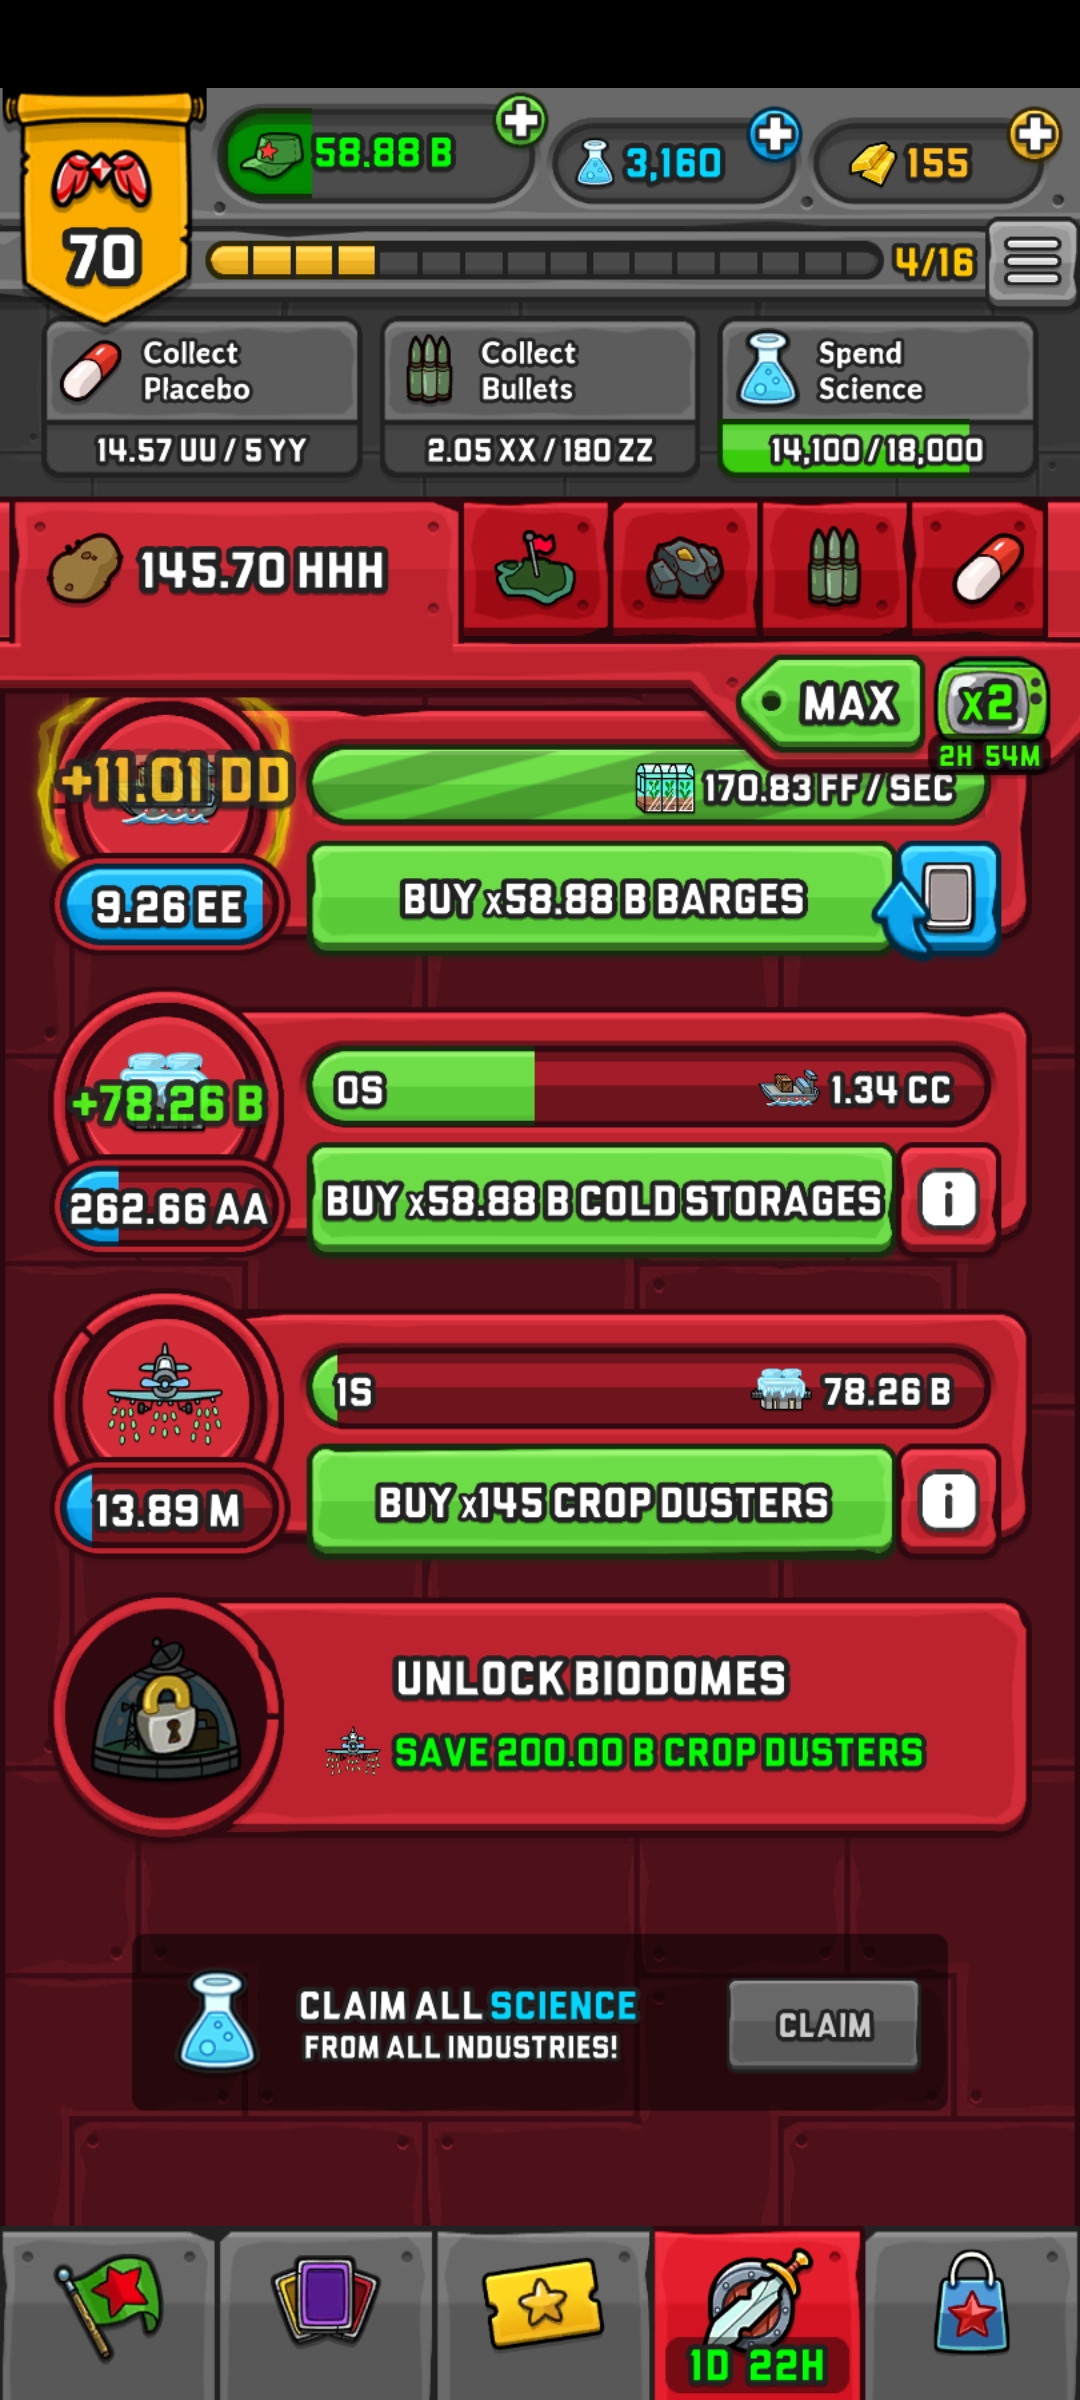 70
58.88 B
3,160
155
4/16
Collect
Placebo
14.57 UU / 5 YY
Collect
Bullets
2.05 XX / 180 ZZ
Spend
Science
14,100 / 18,000
145.70 HHH
MAX
x2
2H 54M
+11.01 DD
170.83 FF / SEC
9.26 EE
BUY x58.88 B BARGES
+78.26 B
0S
1.34 CC
262.66 AA
BUY x58.88 B COLD STORAGES
i
1S
78.26 B
13.89 M
BUY x145 CROP DUSTERS
i
UNLOCK BIODOMES
SAVE 200.00 B CROP DUSTERS
CLAIM ALL SCIENCE
FROM ALL INDUSTRIES!
CLAIM
1D 22H